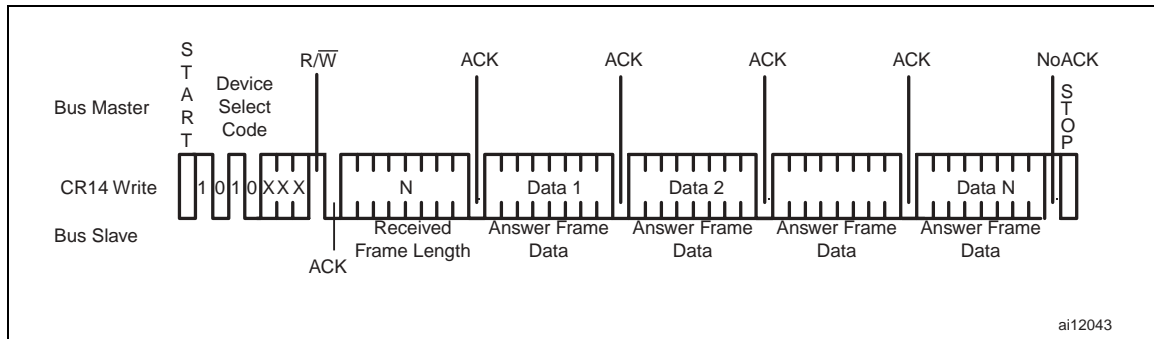 START
Device
Select
Code
R/W
ACK
ACK
ACK
ACK
NoACK
STOP
Bus Master
CR14 Write
1 0 1 0 X X X
N
Data 1
Data 2
Data N
Bus Slave
ACK
Received
Frame Length
Answer Frame
Data
Answer Frame
Data
Answer Frame
Data
Answer Frame
Data
ai12043